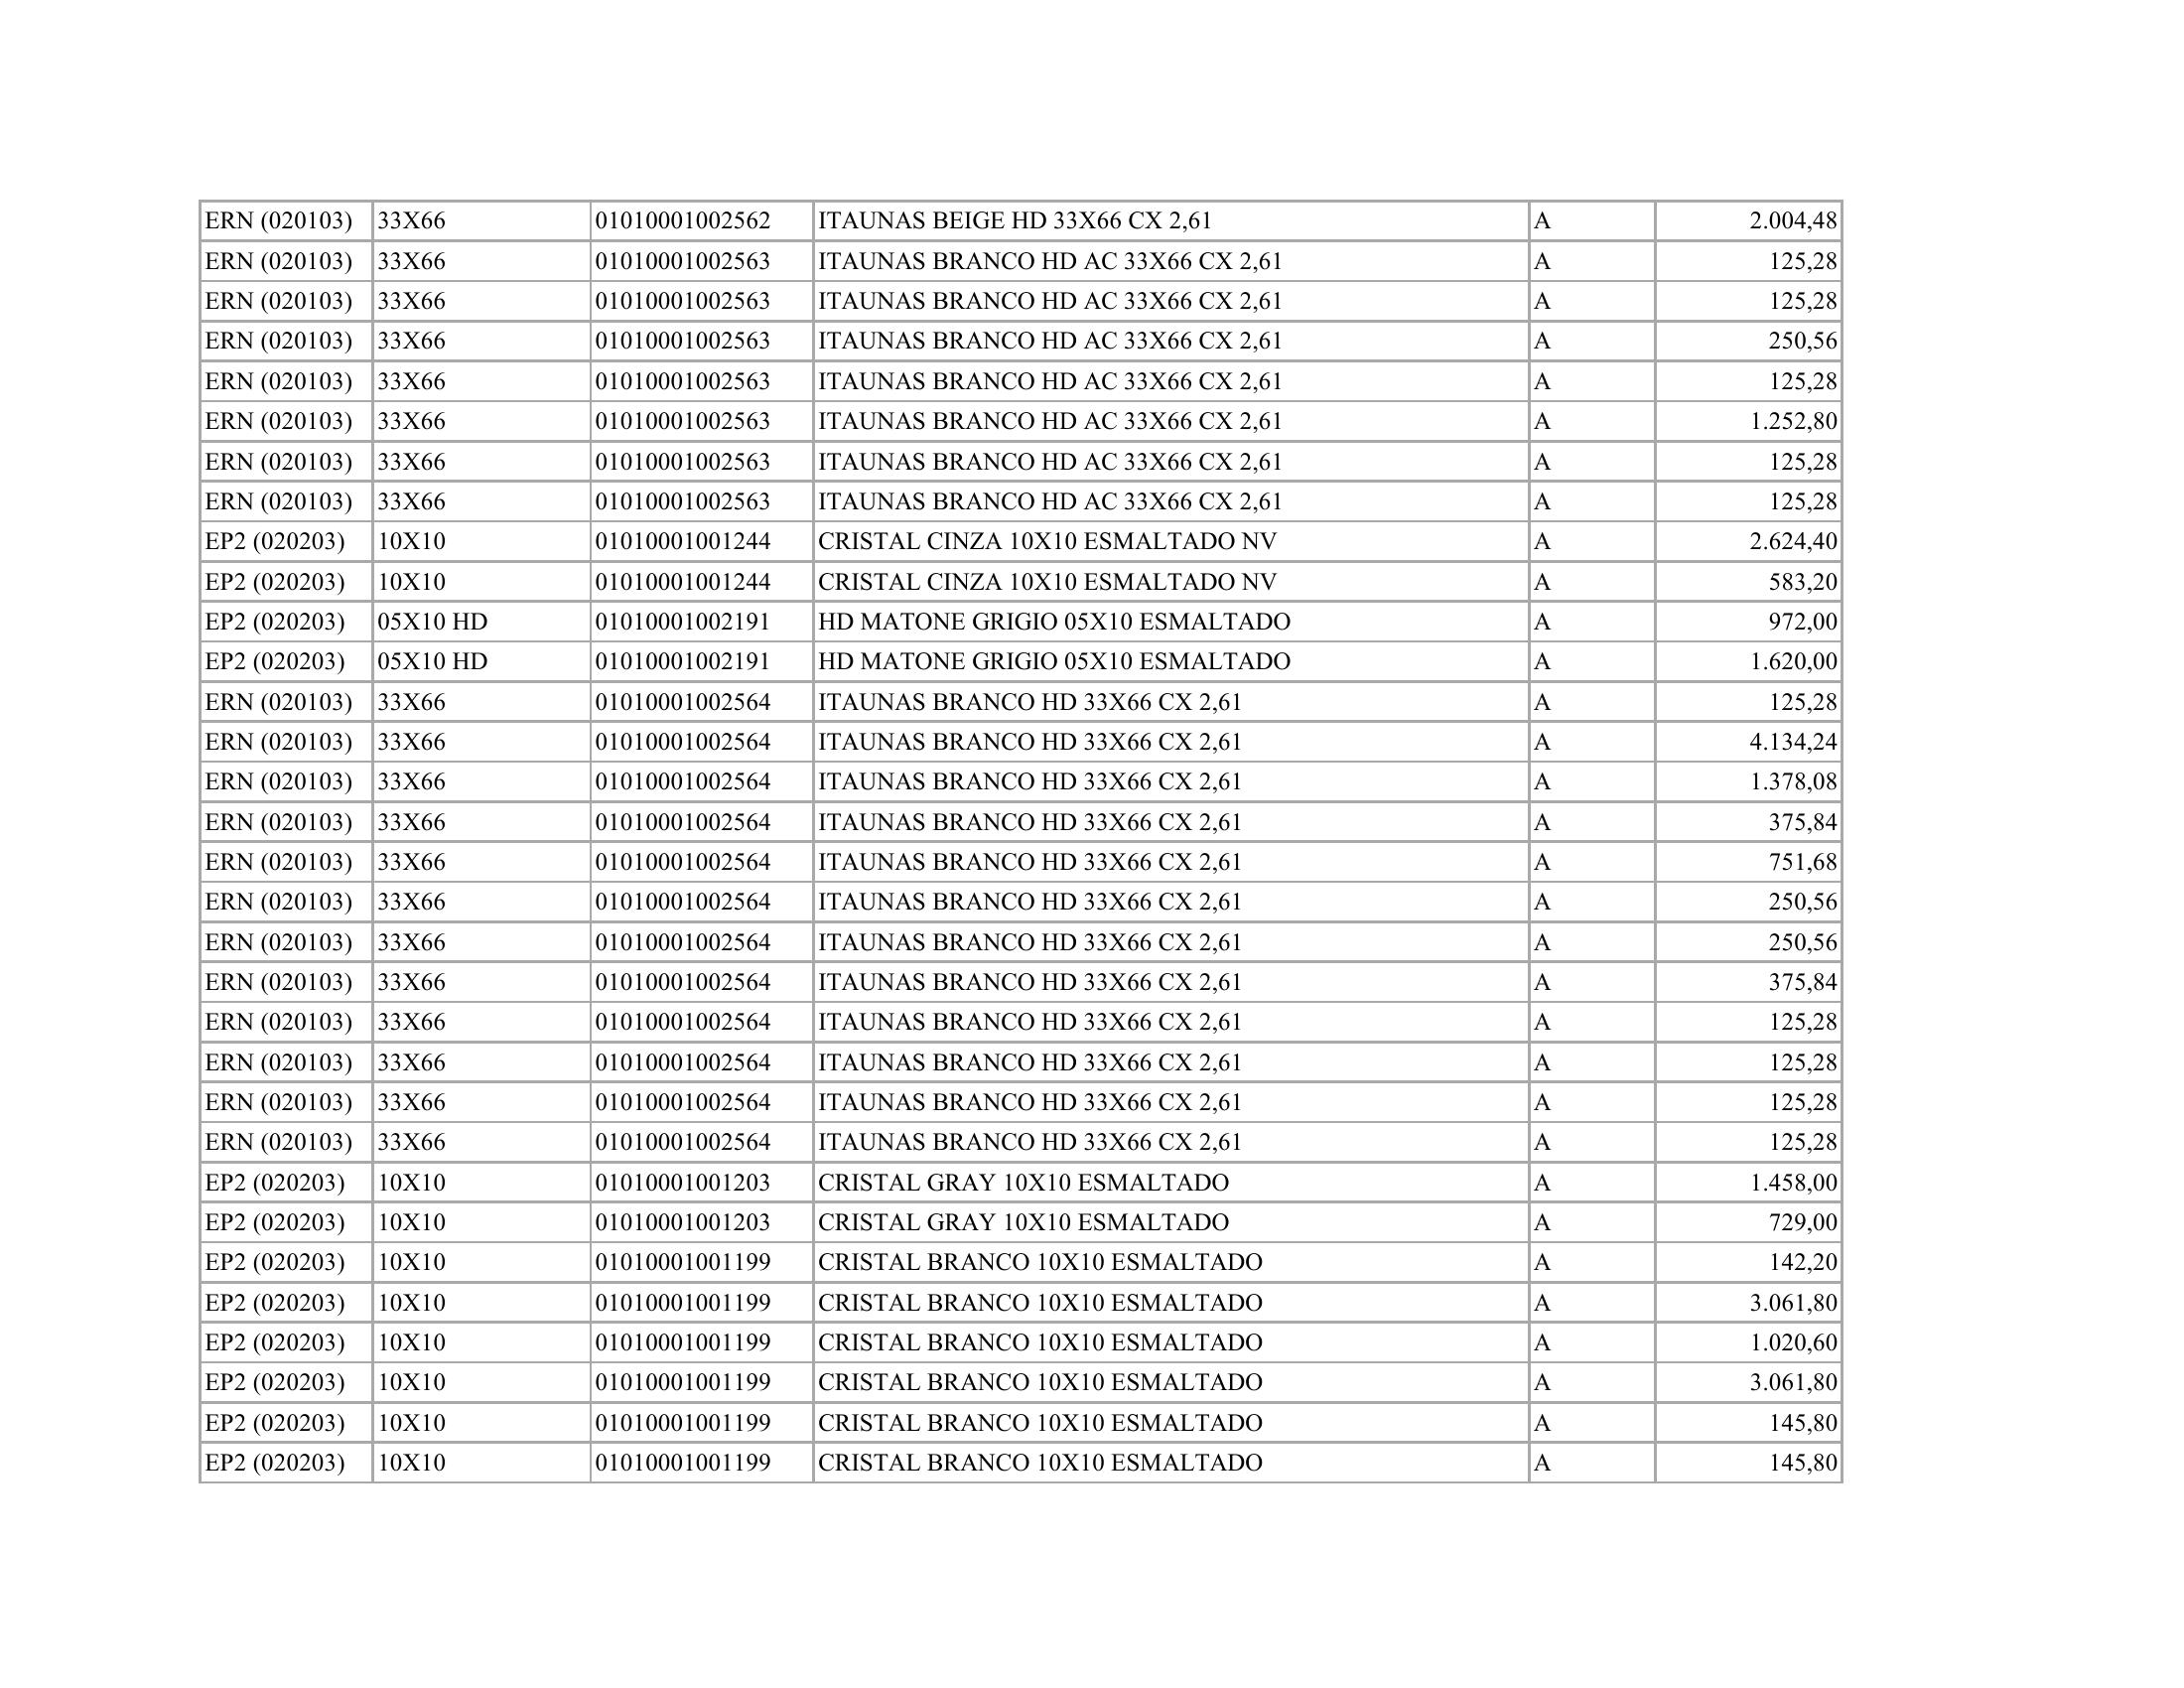 ERN (020103) 33X66 01010001002562 ITAUNAS BEIGE HD 33X66 CX 2,61 A 2.004,48
ERN (020103) 33X66 01010001002563 ITAUNAS BRANCO HD AC 33X66 CX 2,61 A 125,28
ERN (020103) 33X66 01010001002563 ITAUNAS BRANCO HD AC 33X66 CX 2,61 A 125,28
ERN (020103) 33X66 01010001002563 ITAUNAS BRANCO HD AC 33X66 CX 2,61 A 250,56
ERN (020103) 33X66 01010001002563 ITAUNAS BRANCO HD AC 33X66 CX 2,61 A 125,28
ERN (020103) 33X66 01010001002563 ITAUNAS BRANCO HD AC 33X66 CX 2,61 A 1.252,80
ERN (020103) 33X66 01010001002563 ITAUNAS BRANCO HD AC 33X66 CX 2,61 A 125,28
ERN (020103) 33X66 01010001002563 ITAUNAS BRANCO HD AC 33X66 CX 2,61 A 125,28
EP2 (020203) 10X10 01010001001244 CRISTAL CINZA 10X10 ESMALTADO NV A 2.624,40
EP2 (020203) 10X10 01010001001244 CRISTAL CINZA 10X10 ESMALTADO NV A 583,20
EP2 (020203) 05X10 HD 01010001002191 HD MATONE GRIGIO 05X10 ESMALTADO A 972,00
EP2 (020203) 05X10 HD 01010001002191 HD MATONE GRIGIO 05X10 ESMALTADO A 1.620,00
ERN (020103) 33X66 01010001002564 ITAUNAS BRANCO HD 33X66 CX 2,61 A 125,28
ERN (020103) 33X66 01010001002564 ITAUNAS BRANCO HD 33X66 CX 2,61 A 4.134,24
ERN (020103) 33X66 01010001002564 ITAUNAS BRANCO HD 33X66 CX 2,61 A 1.378,08
ERN (020103) 33X66 01010001002564 ITAUNAS BRANCO HD 33X66 CX 2,61 A 375,84
ERN (020103) 33X66 01010001002564 ITAUNAS BRANCO HD 33X66 CX 2,61 A 751,68
ERN (020103) 33X66 01010001002564 ITAUNAS BRANCO HD 33X66 CX 2,61 A 250,56
ERN (020103) 33X66 01010001002564 ITAUNAS BRANCO HD 33X66 CX 2,61 A 250,56
ERN (020103) 33X66 01010001002564 ITAUNAS BRANCO HD 33X66 CX 2,61 A 375,84
ERN (020103) 33X66 01010001002564 ITAUNAS BRANCO HD 33X66 CX 2,61 A 125,28
ERN (020103) 33X66 01010001002564 ITAUNAS BRANCO HD 33X66 CX 2,61 A 125,28
ERN (020103) 33X66 01010001002564 ITAUNAS BRANCO HD 33X66 CX 2,61 A 125,28
ERN (020103) 33X66 01010001002564 ITAUNAS BRANCO HD 33X66 CX 2,61 A 125,28
EP2 (020203) 10X10 01010001001203 CRISTAL GRAY 10X10 ESMALTADO A 1.458,00
EP2 (020203) 10X10 01010001001203 CRISTAL GRAY 10X10 ESMALTADO A 729,00
EP2 (020203) 10X10 01010001001199 CRISTAL BRANCO 10X10 ESMALTADO A 142,20
EP2 (020203) 10X10 01010001001199 CRISTAL BRANCO 10X10 ESMALTADO A 3.061,80
EP2 (020203) 10X10 01010001001199 CRISTAL BRANCO 10X10 ESMALTADO A 1.020,60
EP2 (020203) 10X10 01010001001199 CRISTAL BRANCO 10X10 ESMALTADO A 3.061,80
EP2 (020203) 10X10 01010001001199 CRISTAL BRANCO 10X10 ESMALTADO A 145,80
EP2 (020203) 10X10 01010001001199 CRISTAL BRANCO 10X10 ESMALTADO A 145,80